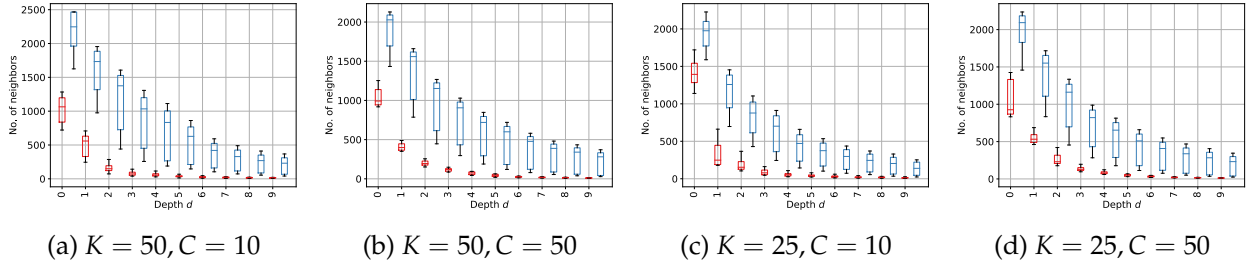 No. of neighbors
2500
2000
1500
1000
500
0
0 1 2 3 4 5 6 7 8 9
Depth d
(a) K = 50, C = 10
No. of neighbors
2000
1500
1000
500
0
0 1 2 3 4 5 6 7 8 9
Depth d
(b) K = 50, C = 50
No. of neighbors
2000
1500
1000
500
0
0 1 2 3 4 5 6 7 8 9
Depth d
(c) K = 25, C = 10
No. of neighbors
2000
1500
1000
500
0
0 1 2 3 4 5 6 7 8 9
Depth d
(d) K = 25, C = 50